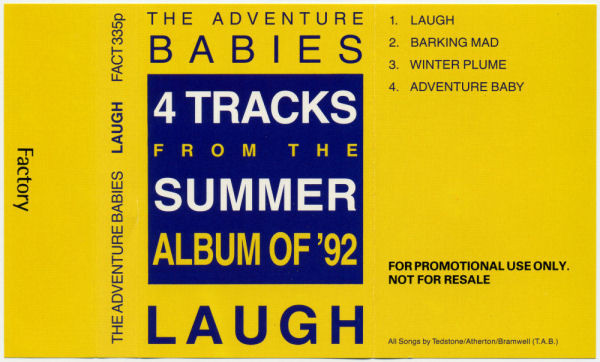 Factory
THE ADVENTURE BABIES LAUGH FACT 335p
THE ADVENTURE
BABIES
4 TRACKS
FROM THE
SUMMER
ALBUM OF '92
LAUGH
1. LAUGH
2. BARKING MAD
3. WINTER PLUME
4. ADVENTURE BABY
FOR PROMOTIONAL USE ONLY.
NOT FOR RESALE
All Songs by Tedstone/Atherton/Bramwell (T.A.B.)